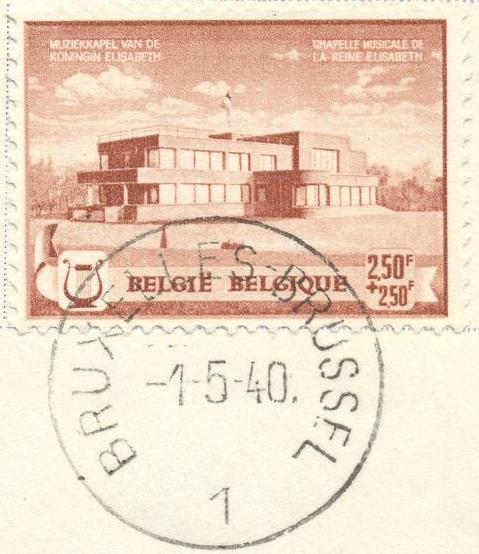 MUZIEKKAPEL VAN DE
KONINGIN ELISABETH
CHAPELLE MUSICALE DE
LA REINE ELISABETH
BELGIË BELGIQUE
2,50F
+2,50F
BRUXELLES-BRUSSEL
-1-5-40.
1